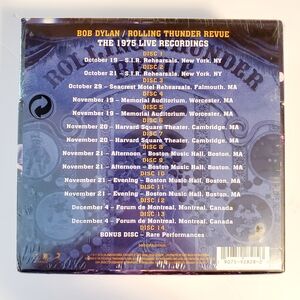 BOB DYLAN / ROLLING THUNDER REVUE
THE 1975 LIVE RECORDINGS
DISC 1
October 19 – S.I.R. Rehearsals, New York, NY
DISC 2
October 21 – S.I.R. Rehearsals, New York, NY
DISC 3
October 29 – Seacrest Motel Rehearsals, Falmouth, MA
DISC 4
November 19 – Memorial Auditorium, Worcester, MA
DISC 5
November 19 – Memorial Auditorium, Worcester, MA
DISC 6
November 20 – Harvard Square Theater, Cambridge, MA
DISC 7
November 20 – Harvard Square Theater, Cambridge, MA
DISC 8
November 21 – Afternoon – Boston Music Hall, Boston, MA
DISC 9
November 21 – Afternoon – Boston Music Hall, Boston, MA
DISC 10
November 21 – Evening – Boston Music Hall, Boston, MA
DISC 11
November 21 – Evening – Boston Music Hall, Boston, MA
DISC 12
December 4 – Forum de Montreal, Montreal, Canada
DISC 13
December 4 – Forum de Montreal, Montreal, Canada
DISC 14
BONUS DISC – Rare Performances
ROLLING THUNDER